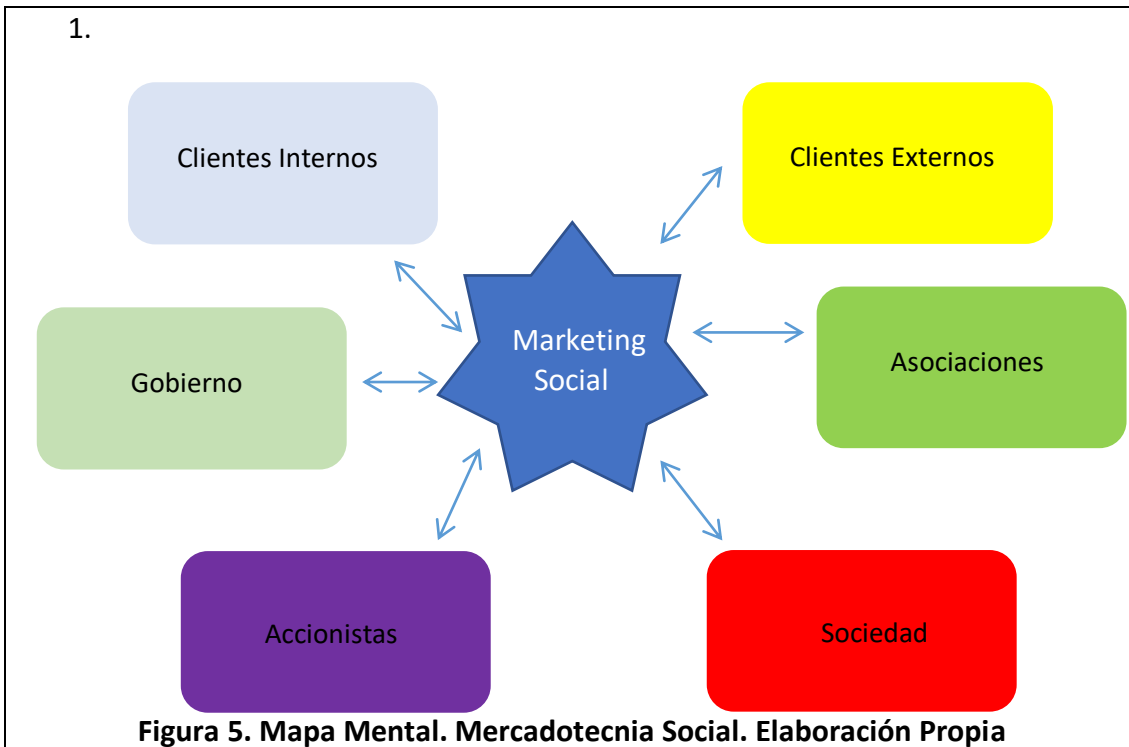 1.
Clientes Internos
Clientes Externos
Marketing
Social
Gobierno
Asociaciones
Accionistas
Sociedad
Figura 5. Mapa Mental. Mercadotecnia Social. Elaboración Propia